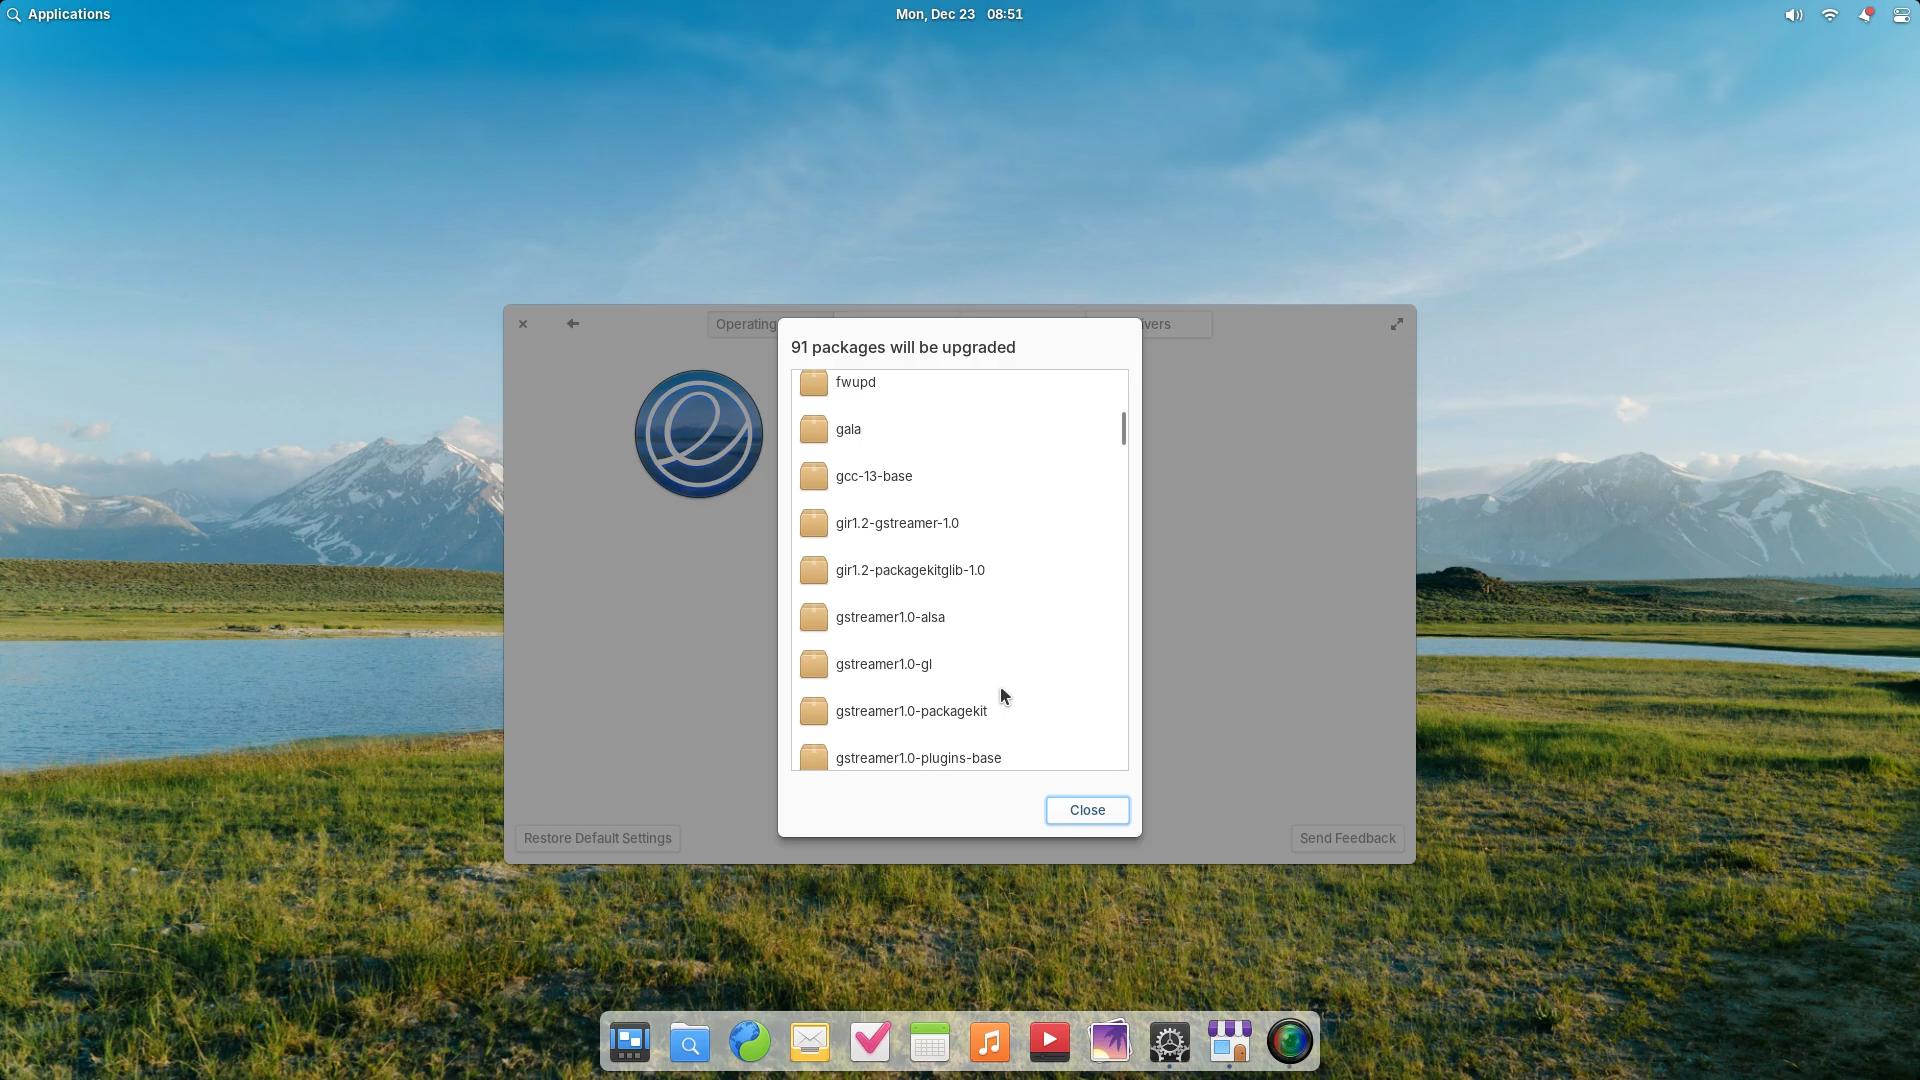 Applications
Mon, Dec 23 08:51
Operating
vers
91 packages will be upgraded
fwupd
gala
gcc-13-base
gir1.2-gstreamer-1.0
gir1.2-packagekitglib-1.0
gstreamer1.0-alsa
gstreamer1.0-gl
gstreamer1.0-packagekit
gstreamer1.0-plugins-base
Close
Restore Default Settings
Send Feedback